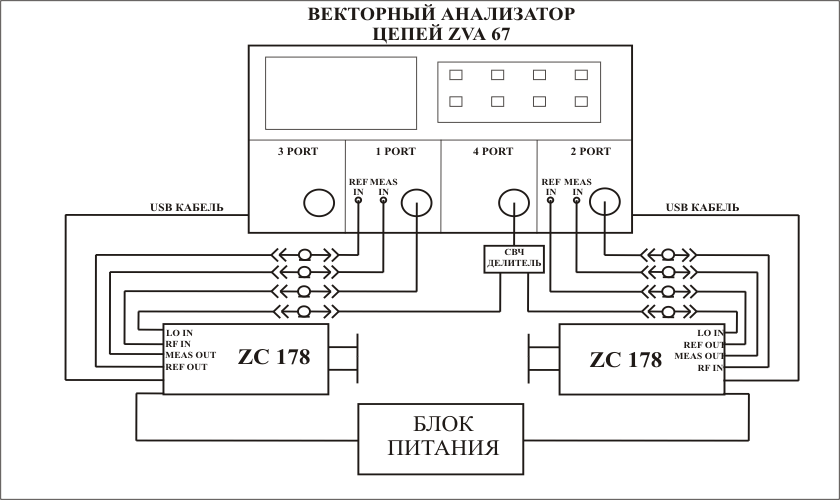 ВЕКТОРНЫЙ АНАЛИЗАТОР
ЦЕПЕЙ ZVA 67
3 PORT
1 PORT
4 PORT
2 PORT
REF MEAS
IN IN
REF MEAS
IN IN
USB КАБЕЛЬ
USB КАБЕЛЬ
СВЧ
ДЕЛИТЕЛЬ
LO IN
RF IN
MEAS OUT
REF OUT
ZC 178
ZC 178
LO IN
REF OUT
MEAS OUT
RF IN
БЛОК
ПИТАНИЯ